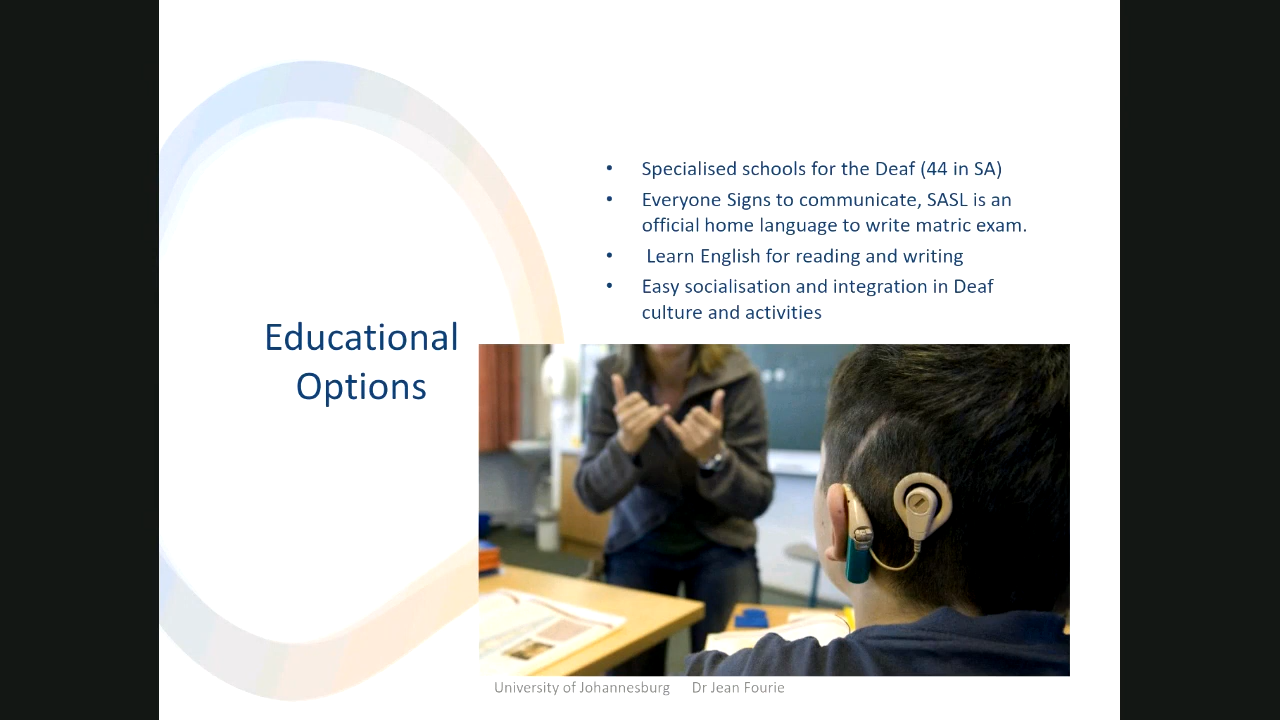 Educational
Options
• Specialised schools for the Deaf (44 in SA)
• Everyone Signs to communicate, SASL is an
official home language to write matric exam.
• Learn English for reading and writing
• Easy socialisation and integration in Deaf
culture and activities
University of Johannesburg Dr Jean Fourie